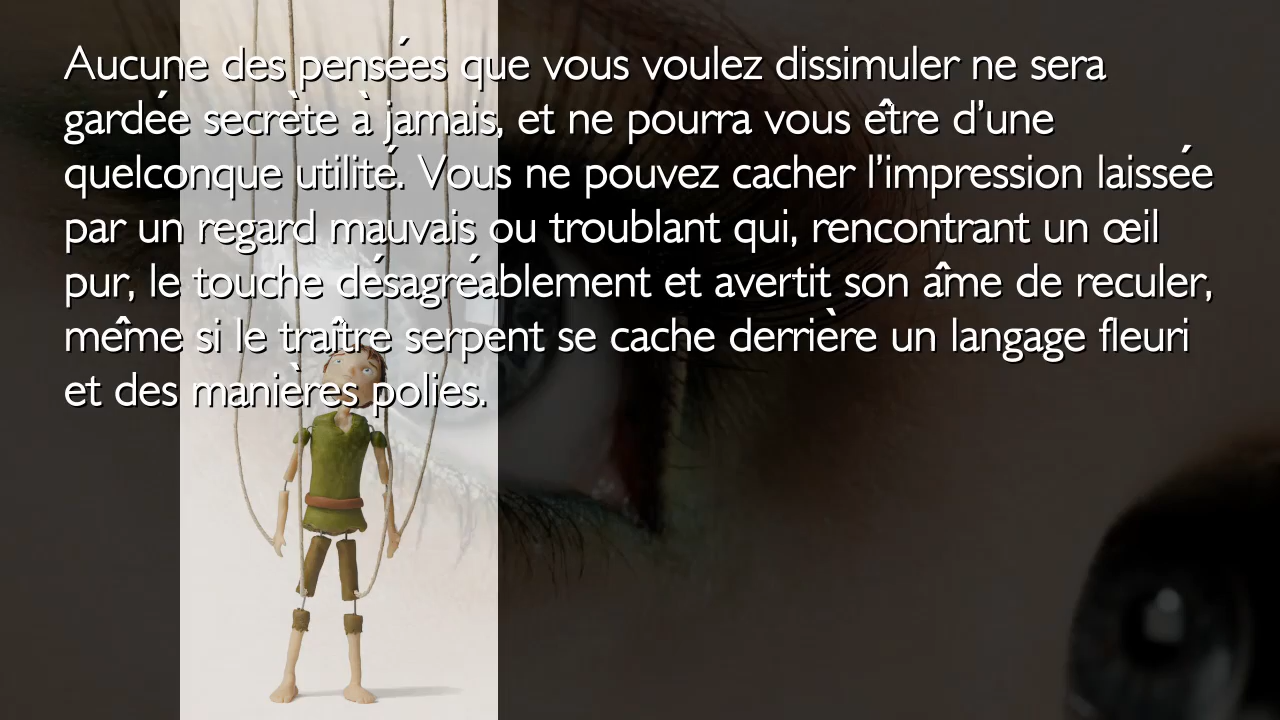 Aucune des pensées que vous voulez dissimuler ne sera
gardée secrète à jamais, et ne pourra vous être d’une
quelconque utilité. Vous ne pouvez cacher l’impression laissée
par un regard mauvais ou troublant qui, rencontrant un œil
pur, le touche désagréablement et avertit son âme de reculer,
même si le traître serpent se cache derrière un langage fleuri
et des manières polies.